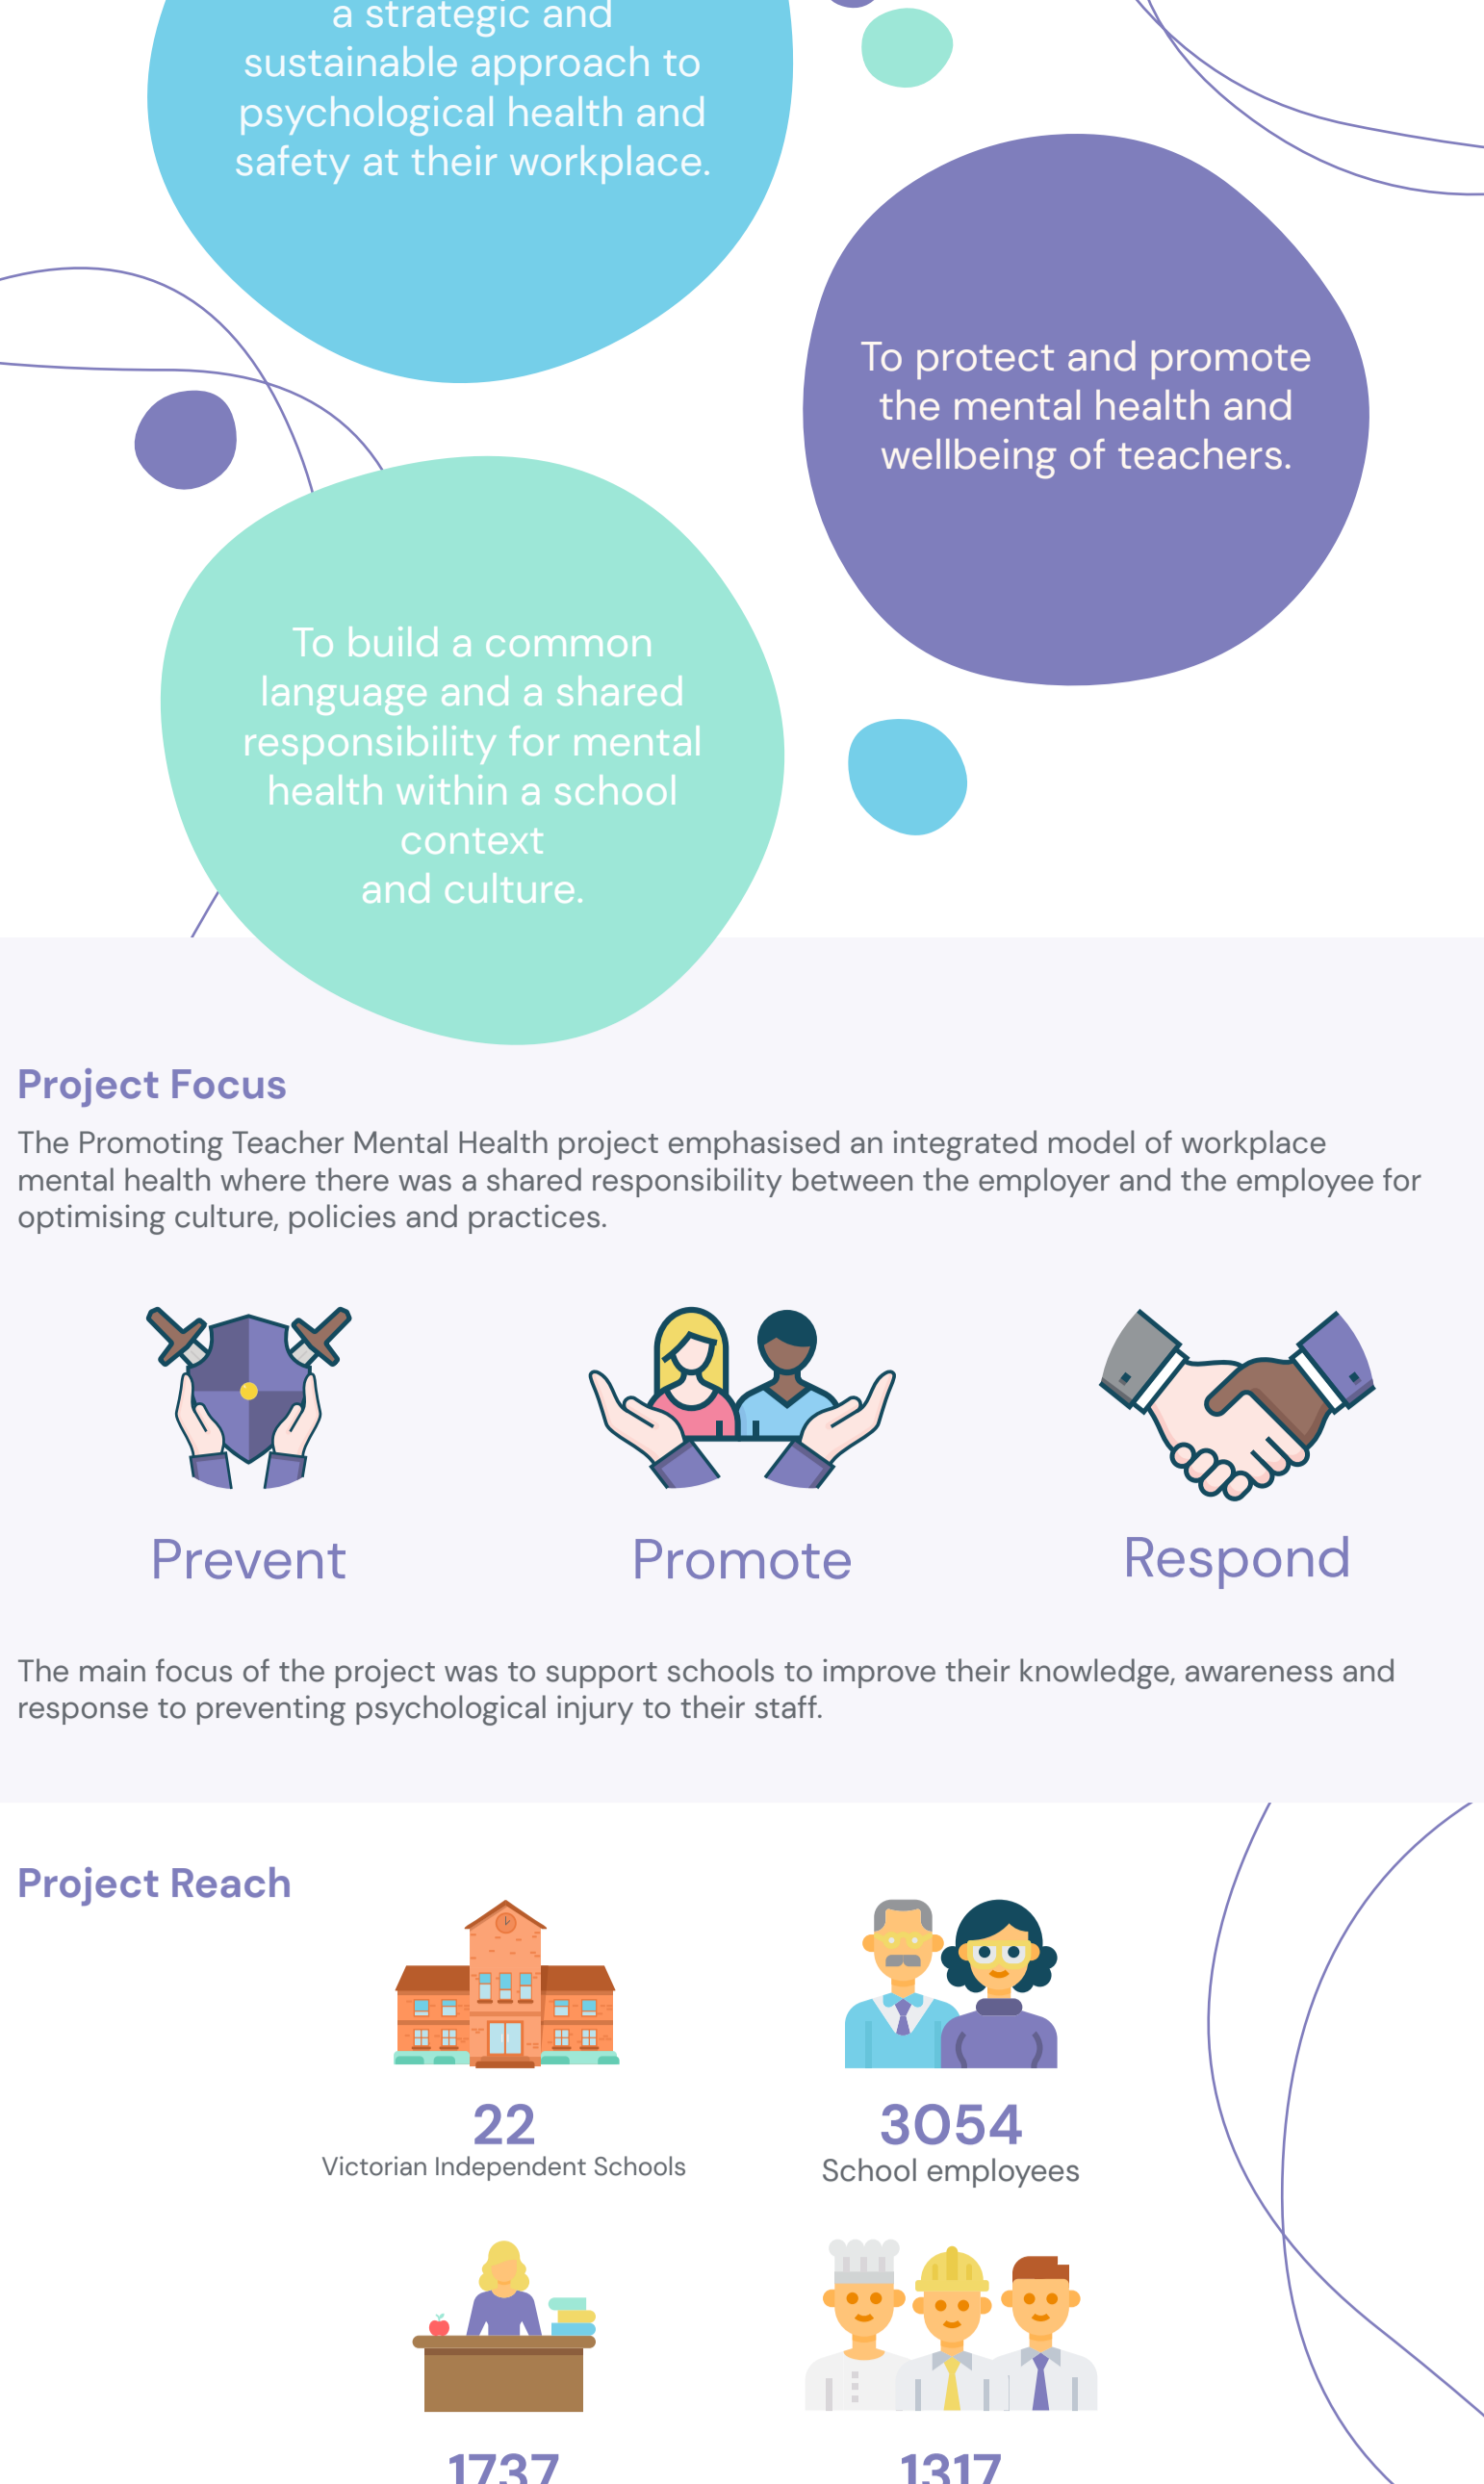 a strategic and
sustainable approach to
psychological health and
safety at their workplace.
To protect and promote
the mental health and
wellbeing of teachers.
To build a common
language and a shared
responsibility for mental
health within a school
context
and culture.
Project Focus
The Promoting Teacher Mental Health project emphasised an integrated model of workplace
mental health where there was a shared responsibility between the employer and the employee for
optimising culture, policies and practices.
Prevent
Promote
Respond
The main focus of the project was to support schools to improve their knowledge, awareness and
response to preventing psychological injury to their staff.
Project Reach
22
Victorian Independent Schools
3054
School employees
1737
1317